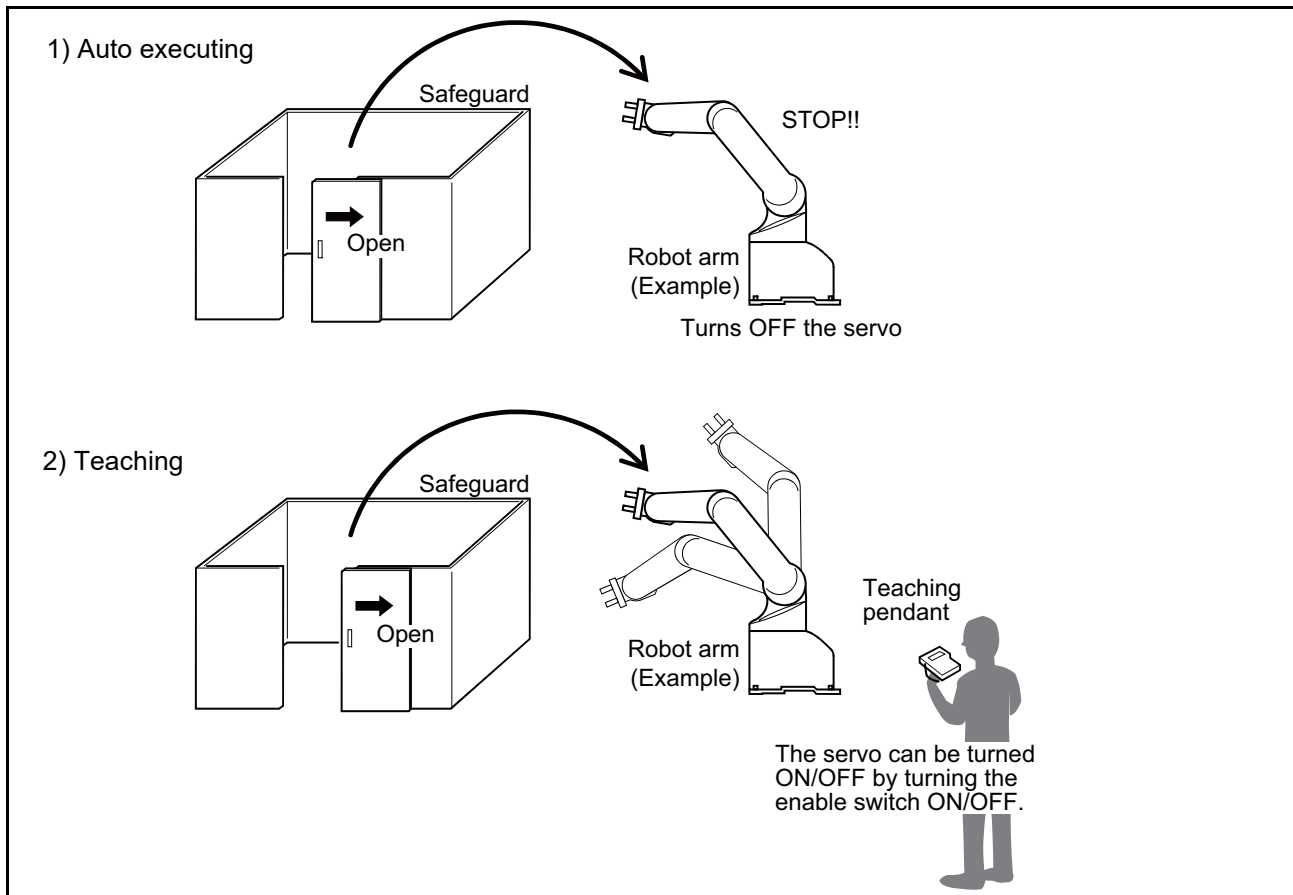 1) Auto executing
Safeguard
STOP!!
Open
Robot arm
(Example)
Turns OFF the servo
2) Teaching
Safeguard
Open
Robot arm
(Example)
Teaching
pendant
The servo can be turned
ON/OFF by turning the
enable switch ON/OFF.